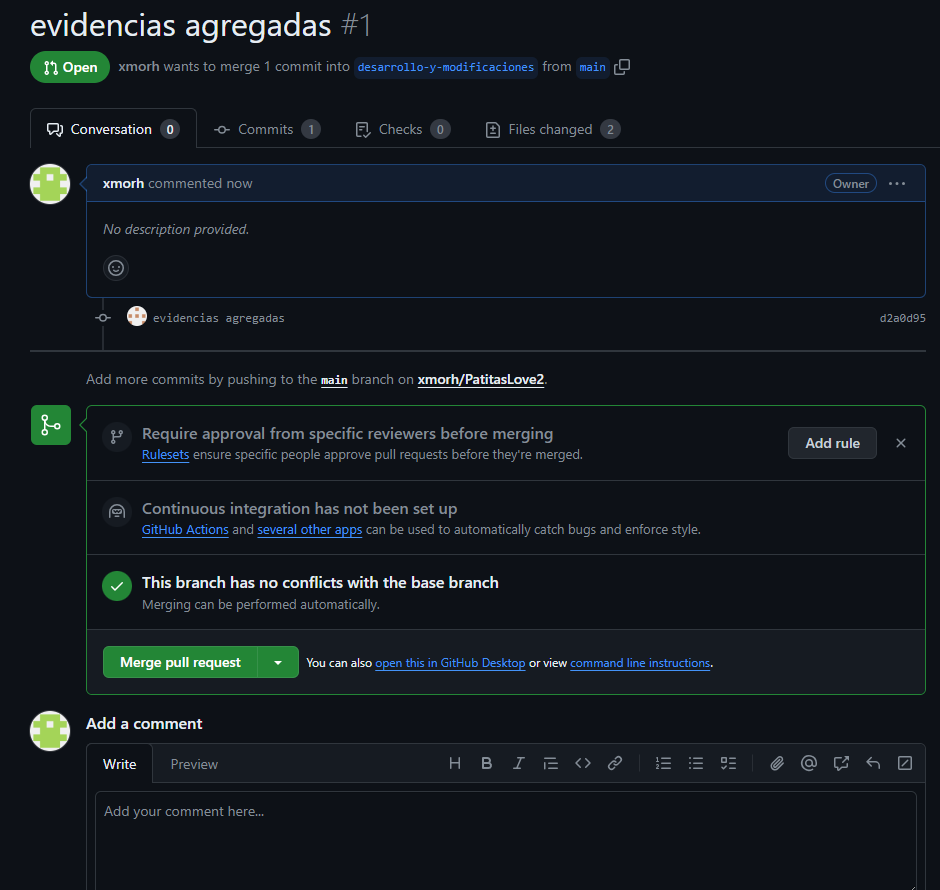 evidencias agregadas #1
Open xmorh wants to merge 1 commit into desarrollo-y-modificaciones from main
Conversation 0 Commits 1 Checks 0 Files changed 2
xmorh commented now Owner
No description provided.
evidencias agregadas d2a0d95
Add more commits by pushing to the main branch on xmorh/PatitasLove2.
Require approval from specific reviewers before merging
Rulesets ensure specific people approve pull requests before they're merged.
Add rule
Continuous integration has not been set up
GitHub Actions and several other apps can be used to automatically catch bugs and enforce style.
This branch has no conflicts with the base branch
Merging can be performed automatically.
Merge pull request You can also open this in GitHub Desktop or view command line instructions.
Add a comment
Write Preview
Add your comment here...